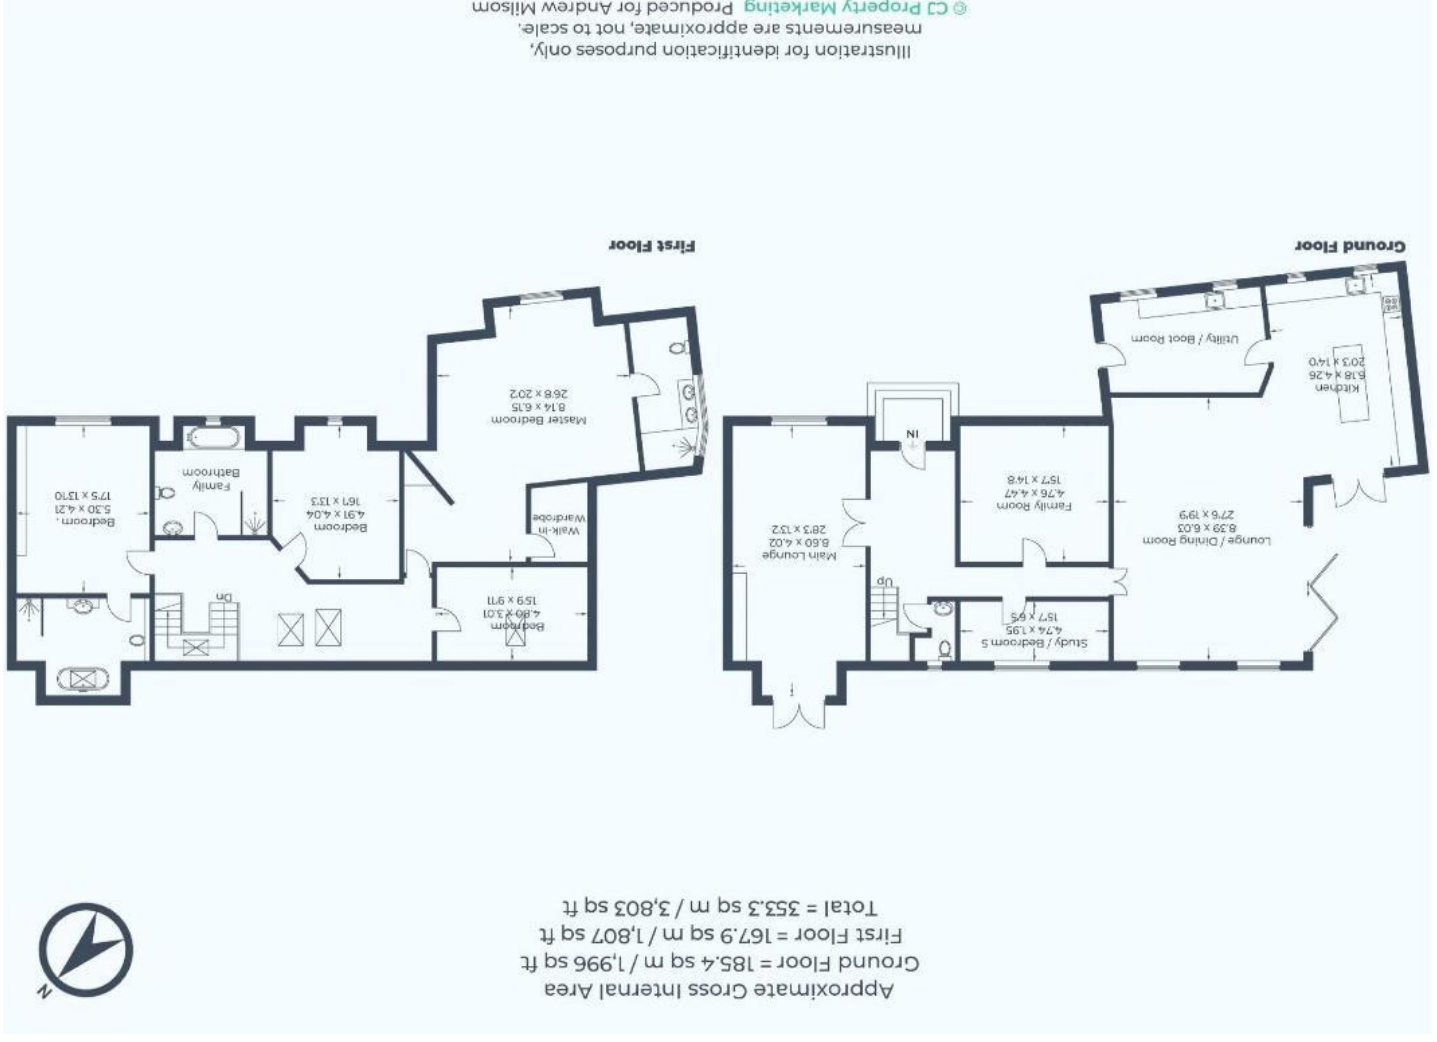 Approximate Gross Internal Area
Ground Floor = 185.4 sq m / 1,996 sq ft
First Floor = 167.9 sq m / 1,807 sq ft
Total = 353.3 sq m / 3,803 sq ft
N
Study / Bedroom 5
4.74 x 1.95
15'7 x 6'5
Up
Main Lounge
8.60 x 4.02
28'3 x 13'2
Lounge / Dining Room
8.39 x 6.03
27'6 x 19'9
Family Room
4.76 x 4.47
15'7 x 14'8
IN
Kitchen
6.18 x 4.26
20'3 x 14'0
Utility / Boot Room
Ground Floor
Bedroom
4.80 x 3.01
15'9 x 9'11
Dn
Walk-In
Wardrobe
Bedroom
4.91 x 4.04
16'1 x 13'3
Bedroom .
5.30 x 4.21
17'5 x 13'10
Family
Bathroom
Master Bedroom
8.14 x 6.15
26'8 x 20'2
First Floor
Illustration for identification purposes only,
measurements are approximate, not to scale.
© CJ Property Marketing Produced for Andrew Milsom